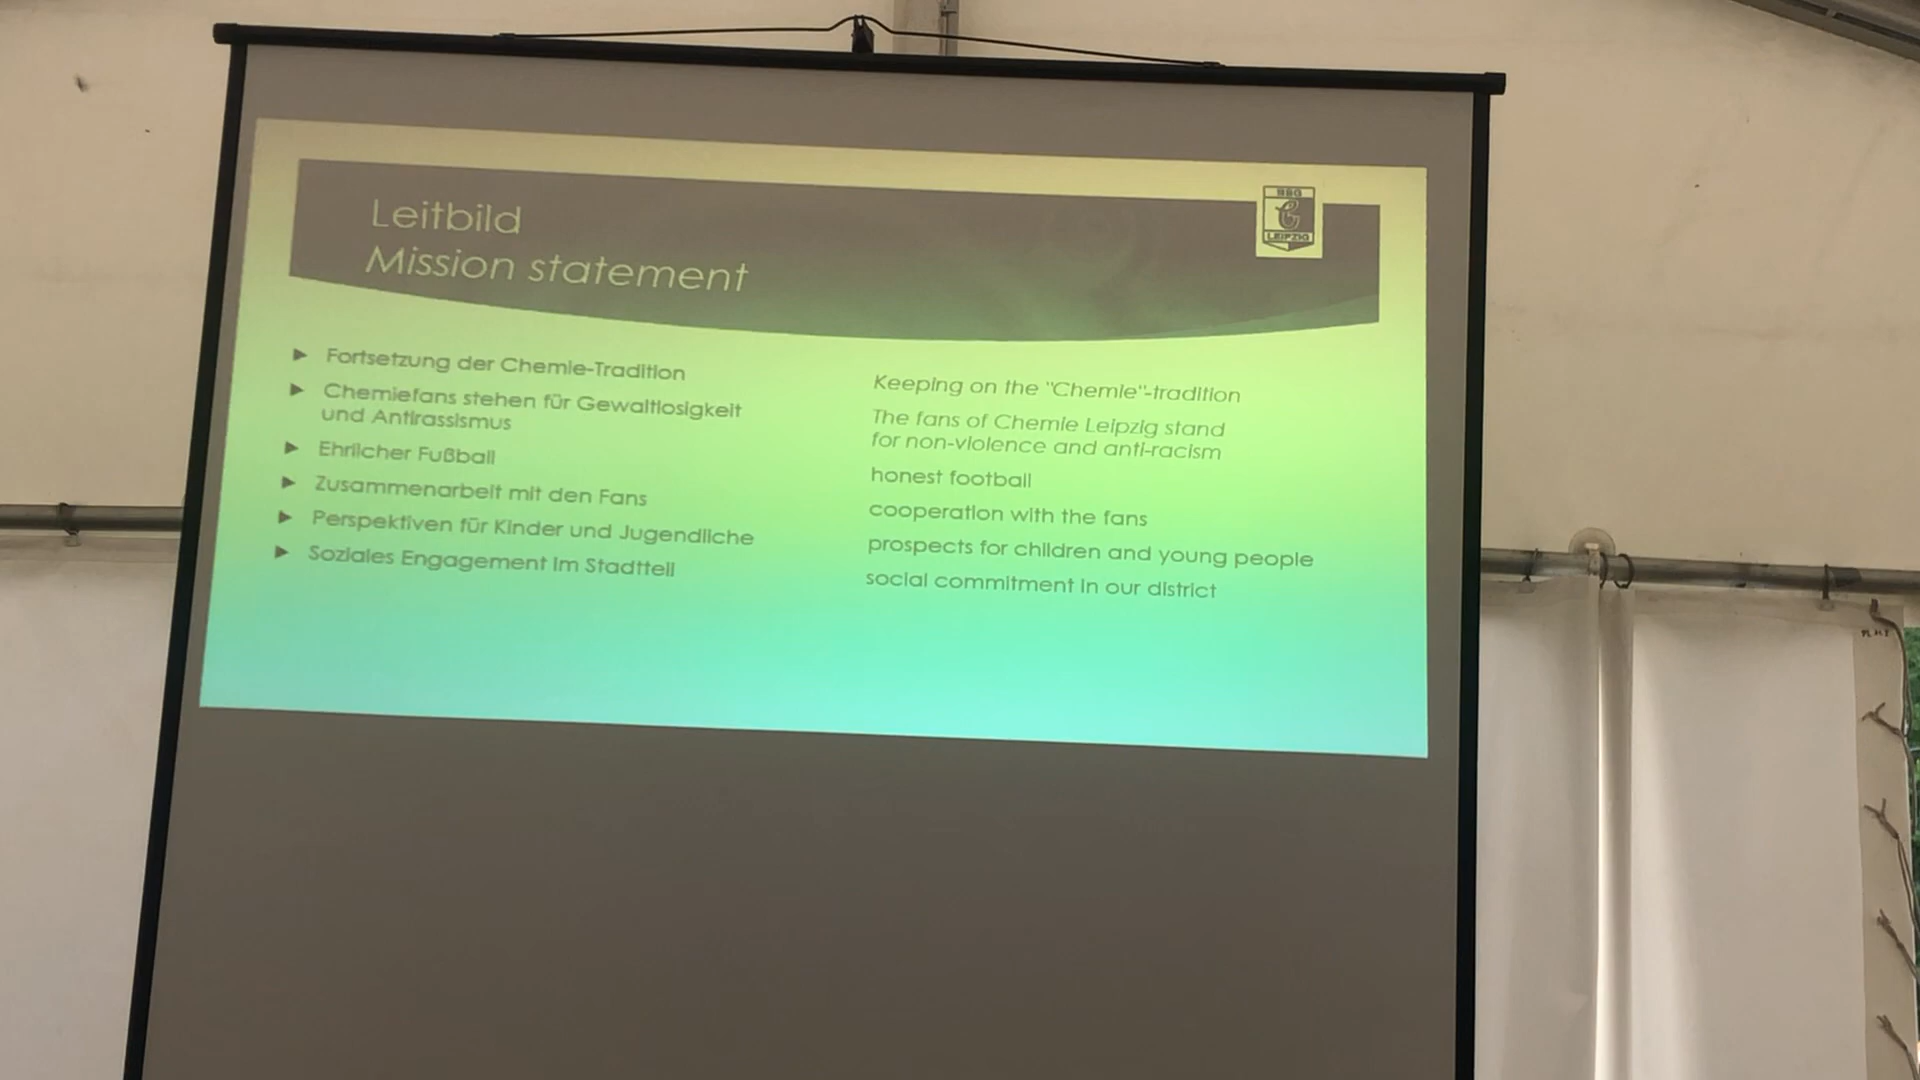 Leitbild
Mission statement
BSG
LEIPZIG
Fortsetzung der Chemie-Tradition
Chemiefans stehen für Gewaltlosigkeit
und Antirassismus
Ehrlicher Fußball
Zusammenarbeit mit den Fans
Perspektiven für Kinder und Jugendliche
Soziales Engagement im Stadtteil
Keeping on the "Chemie"-tradition
The fans of Chemie Leipzig stand
for non-violence and anti-racism
honest football
cooperation with the fans
prospects for children and young people
social commitment in our district